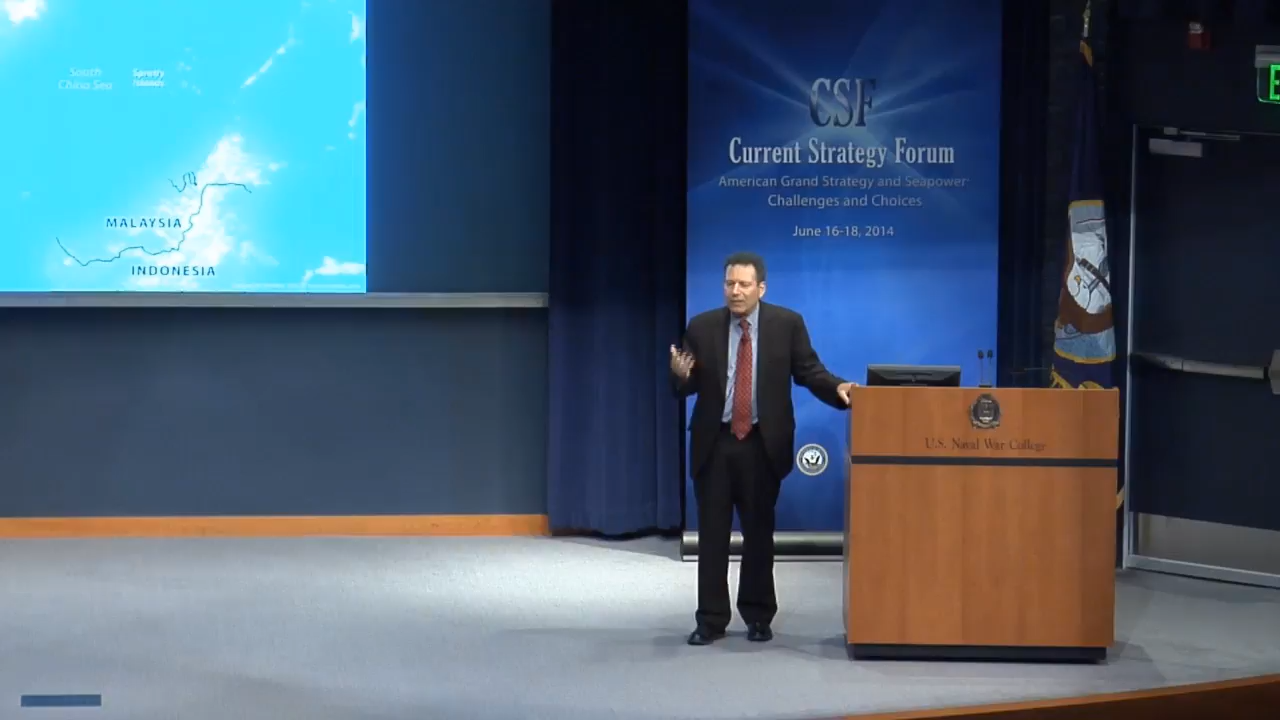 South
China Sea
Spratly
Islands
MALAYSIA
INDONESIA
CSF
Current Strategy Forum
American Grand Strategy and Seapower:
Challenges and Choices
June 16-18, 2014
U.S. Naval War College
E